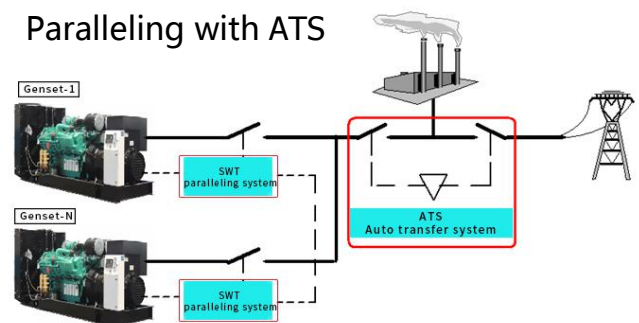 Paralleling with ATS
Genset-1
SWT
paralleling system
ATS
Auto transfer system
Genset-N
SWT
paralleling system